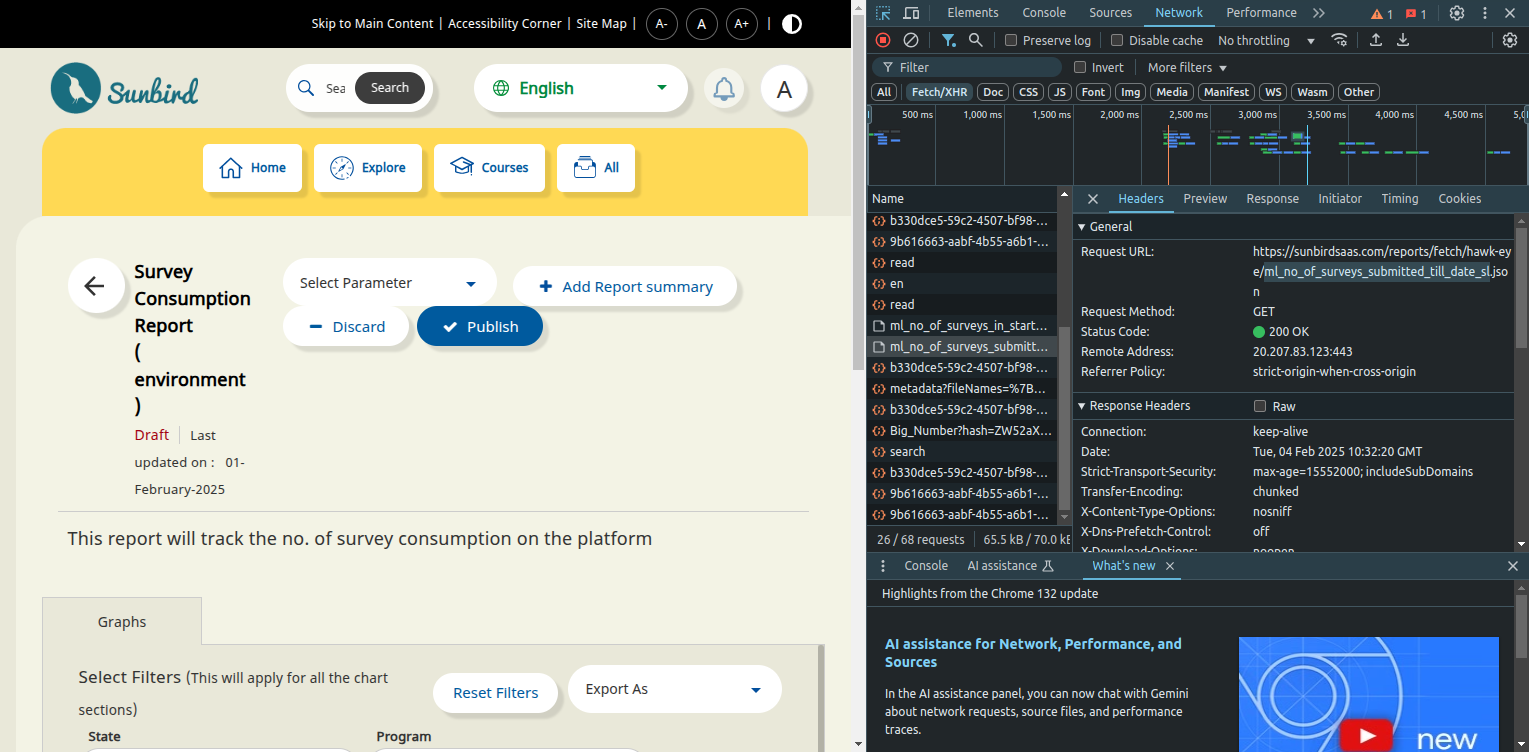 Skip to Main Content | Accessibility Corner | Site Map | A- A A+ |
Sunbird
Sea
Search
English
A
Home
Explore
Courses
All
Survey
Consumption
Report
(
environment
)
Draft Last
updated on : 01-
February-2025
Select Parameter
Add Report summary
Discard
Publish
This report will track the no. of survey consumption on the platform
Graphs
Select Filters (This will apply for all the chart
sections)
Reset Filters
Export As
State
Program
Elements Console Sources Network Performance 1 1
Preserve log Disable cache No throttling
Filter Invert More filters
All Fetch/XHR Doc CSS JS Font Img Media Manifest WS Wasm Other
500 ms 1,000 ms 1,500 ms 2,000 ms 2,500 ms 3,000 ms 3,500 ms 4,000 ms 4,500 ms 5,0
Name
b330dce5-59c2-4507-bf98-...
9b616663-aabf-4b55-a6b1-...
read
en
read
ml_no_of_surveys_in_start...
ml_no_of_surveys_submitt...
b330dce5-59c2-4507-bf98-...
metadata?fileNames=%7B...
b330dce5-59c2-4507-bf98-...
Big_Number?hash=ZW52aX...
search
b330dce5-59c2-4507-bf98-...
9b616663-aabf-4b55-a6b1-...
9b616663-aabf-4b55-a6b1-...
26 / 68 requests 65.5 kB / 70.0 kB
Headers Preview Response Initiator Timing Cookies
General
Request URL: https://sunbirdsaas.com/reports/fetch/hawk-ey
e/ml_no_of_surveys_submitted_till_date_sl.jso
n
Request Method: GET
Status Code: 200 OK
Remote Address: 20.207.83.123:443
Referrer Policy: strict-origin-when-cross-origin
Response Headers Raw
Connection: keep-alive
Date: Tue, 04 Feb 2025 10:32:20 GMT
Strict-Transport-Security: max-age=15552000; includeSubDomains
Transfer-Encoding: chunked
X-Content-Type-Options: nosniff
X-Dns-Prefetch-Control: off
X-Download-Options: noopen
Console AI assistance What's new
Highlights from the Chrome 132 update
AI assistance for Network, Performance, and
Sources
In the AI assistance panel, you can now chat with Gemini
about network requests, source files, and performance
traces.
new